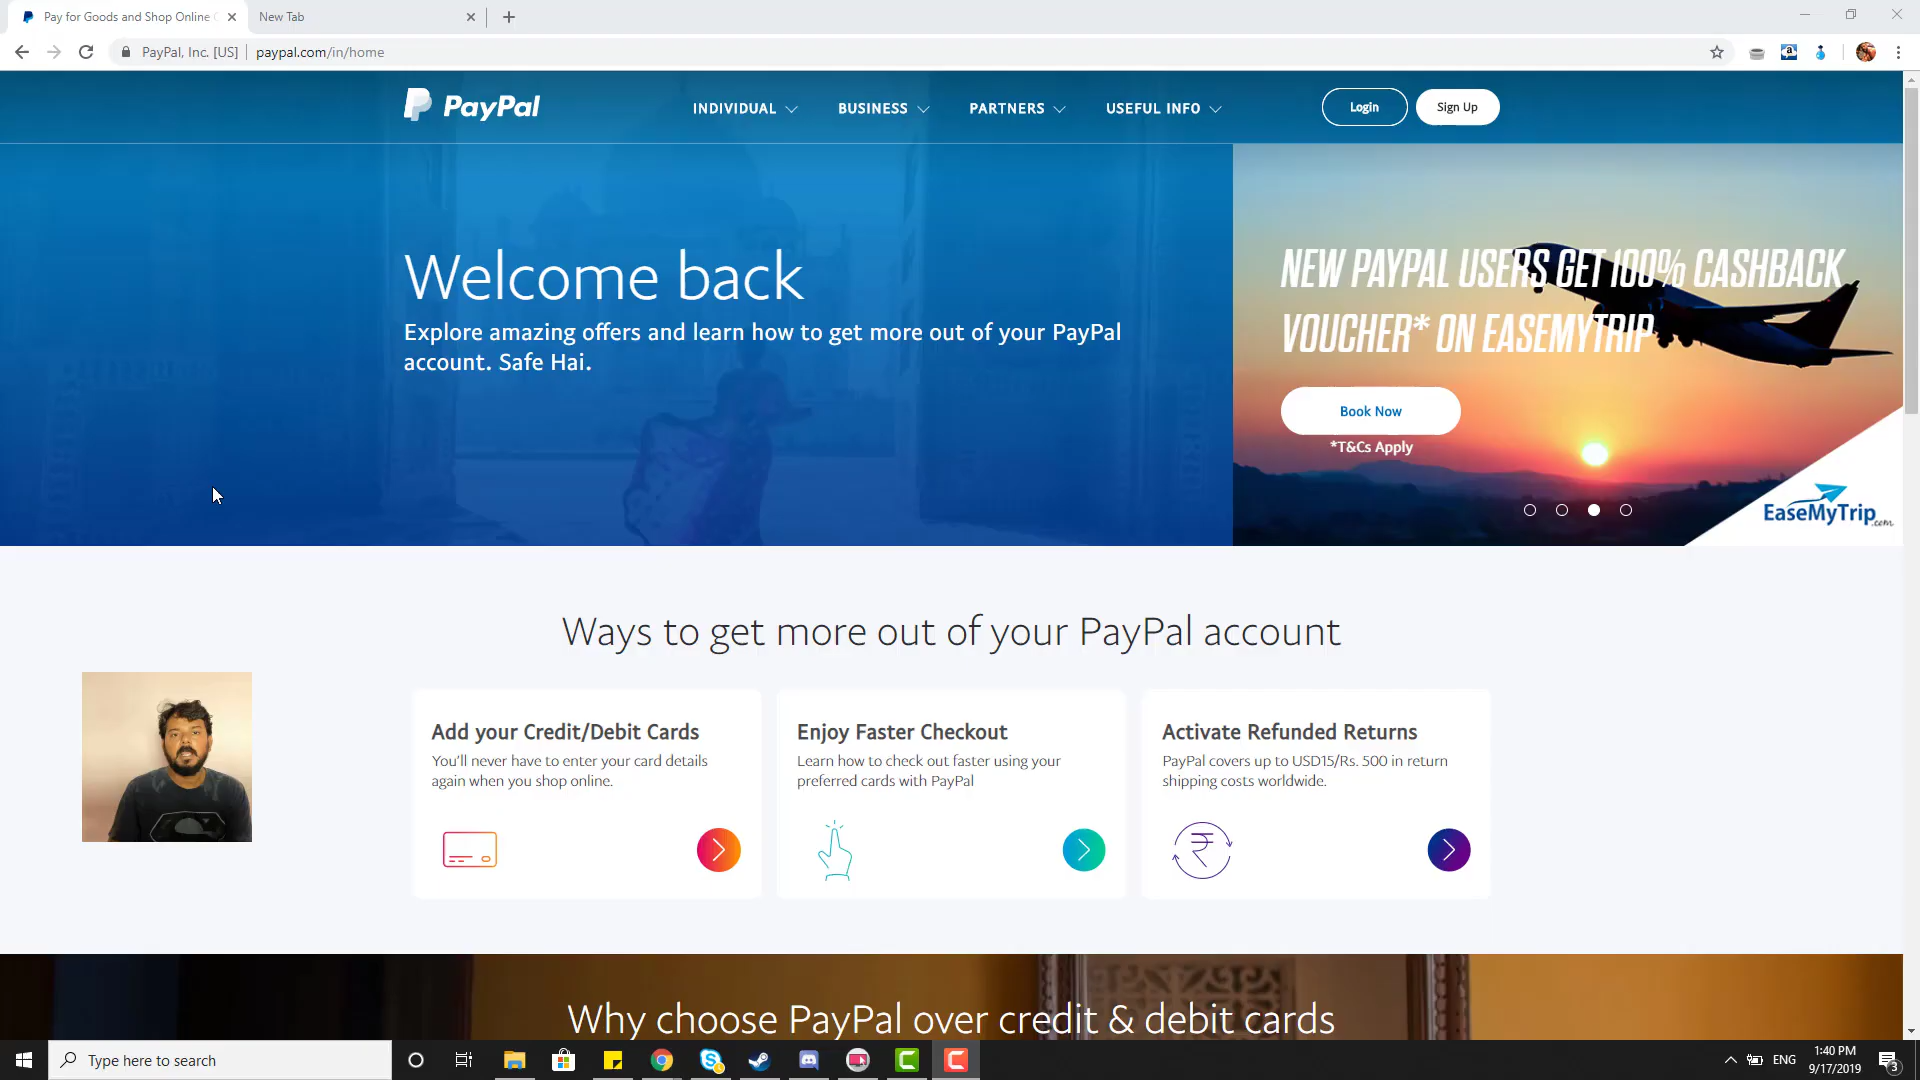 Pay for Goods and Shop Online
New Tab
PayPal, Inc. [US]
paypal.com/in/home
PayPal
INDIVIDUAL
BUSINESS
PARTNERS
USEFUL INFO
Login
Sign Up
Welcome back
Explore amazing offers and learn how to get more out of your PayPal
account. Safe Hai.
NEW PAYPAL USERS GET 100% CASHBACK
VOUCHER* ON EASEMYTRIP
Book Now
*T&Cs Apply
EaseMyTrip.com
Ways to get more out of your PayPal account
Add your Credit/Debit Cards
You'll never have to enter your card details
again when you shop online.
Enjoy Faster Checkout
Learn how to check out faster using your
preferred cards with PayPal
Activate Refunded Returns
PayPal covers up to USD15/Rs. 500 in return
shipping costs worldwide.
Why choose PayPal over credit & debit cards
Type here to search
ENG
1:40 PM
9/17/2019
3